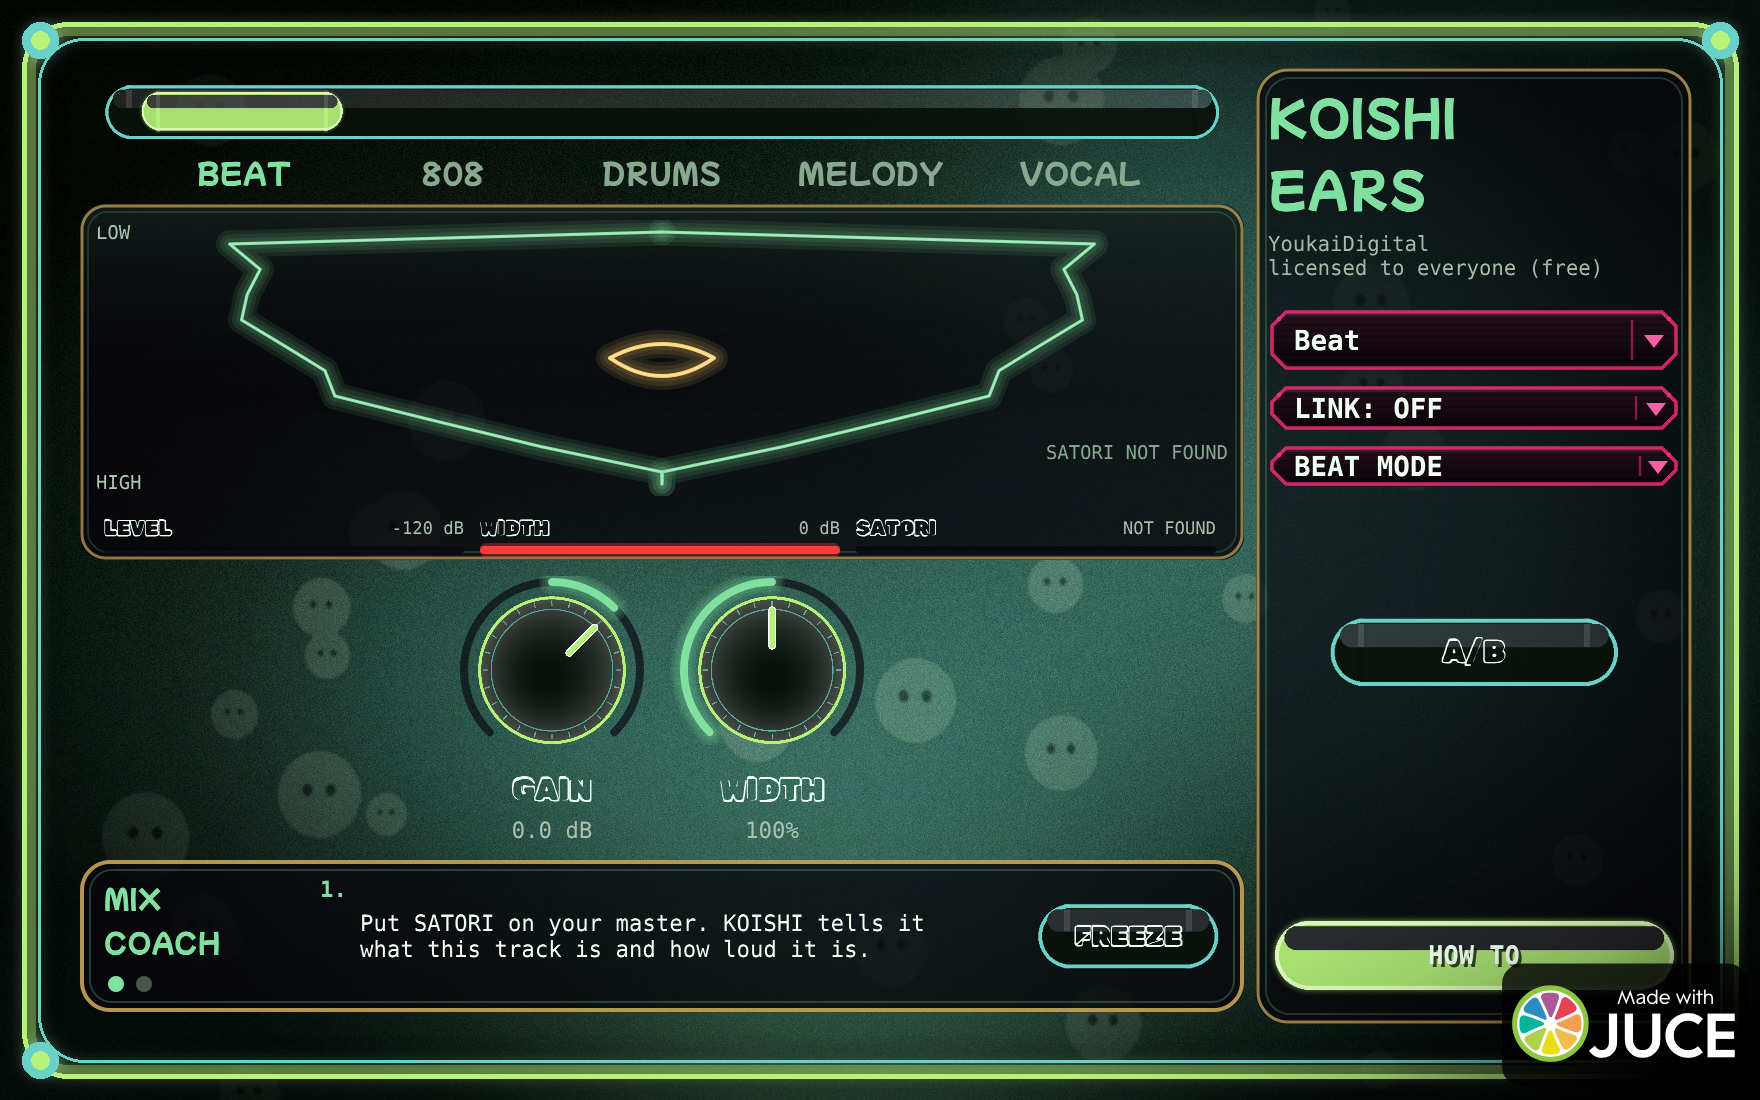 BEAT 808 DRUMS MELODY VOCAL
LOW
SATORI NOT FOUND
HIGH
LEVEL -120 dB WIDTH 0 dB SATORI NOT FOUND
GAIN WIDTH
0.0 dB 100%
MIX
COACH
1.
Put SATORI on your master. KOISHI tells it
what this track is and how loud it is.
FREEZE
KOISHI
EARS
YoukaiDigital
licensed to everyone (free)
Beat
LINK: OFF
BEAT MODE
A/B
HOW TO
Made with
JUCE